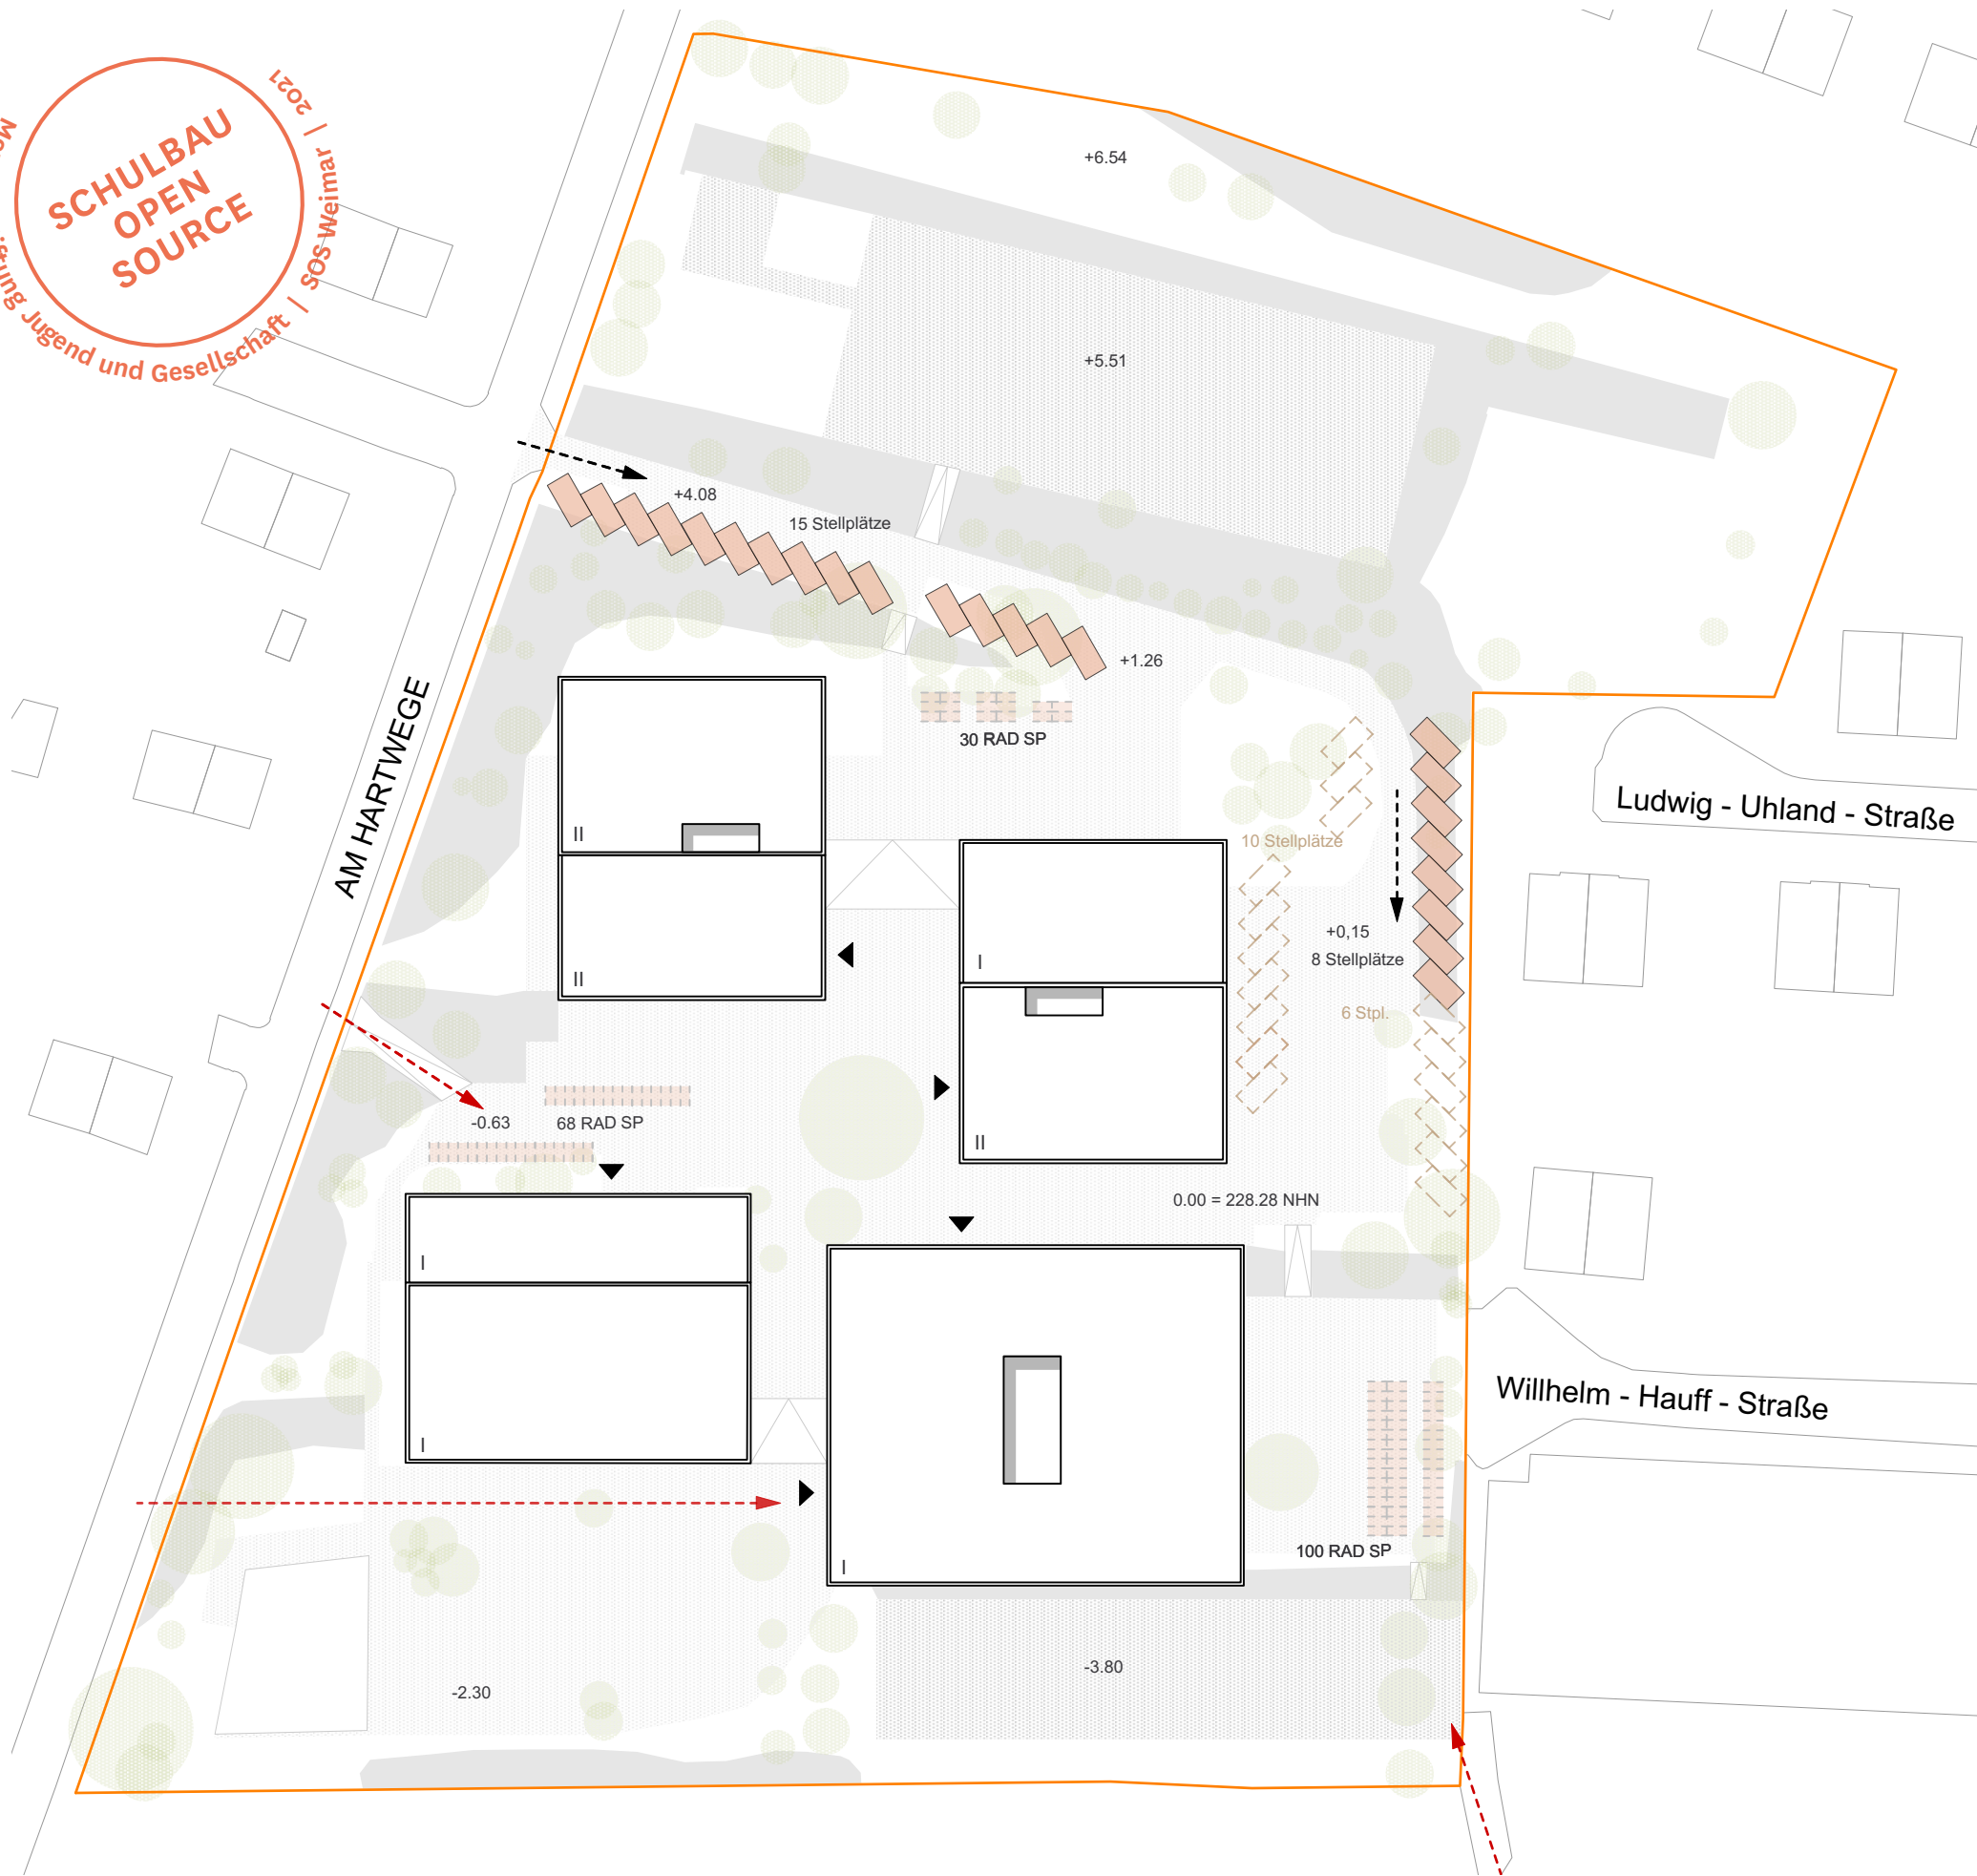 SCHULBAU
OPEN
SOURCE
Jugend und Gesellschaft | SOS Weimar | 2021
+6.54
+5.51
+4.08
15 Stellplätze
+1.26
30 RAD SP
AM HARTWEGE
Ludwig - Uhland - Straße
II
10 Stellplätze
+0,15
8 Stellplätze
I
II
6 Stpl.
-0.63
68 RAD SP
II
0.00 = 228.28 NHN
I
Willhelm - Hauff - Straße
I
100 RAD SP
I
-3.80
-2.30